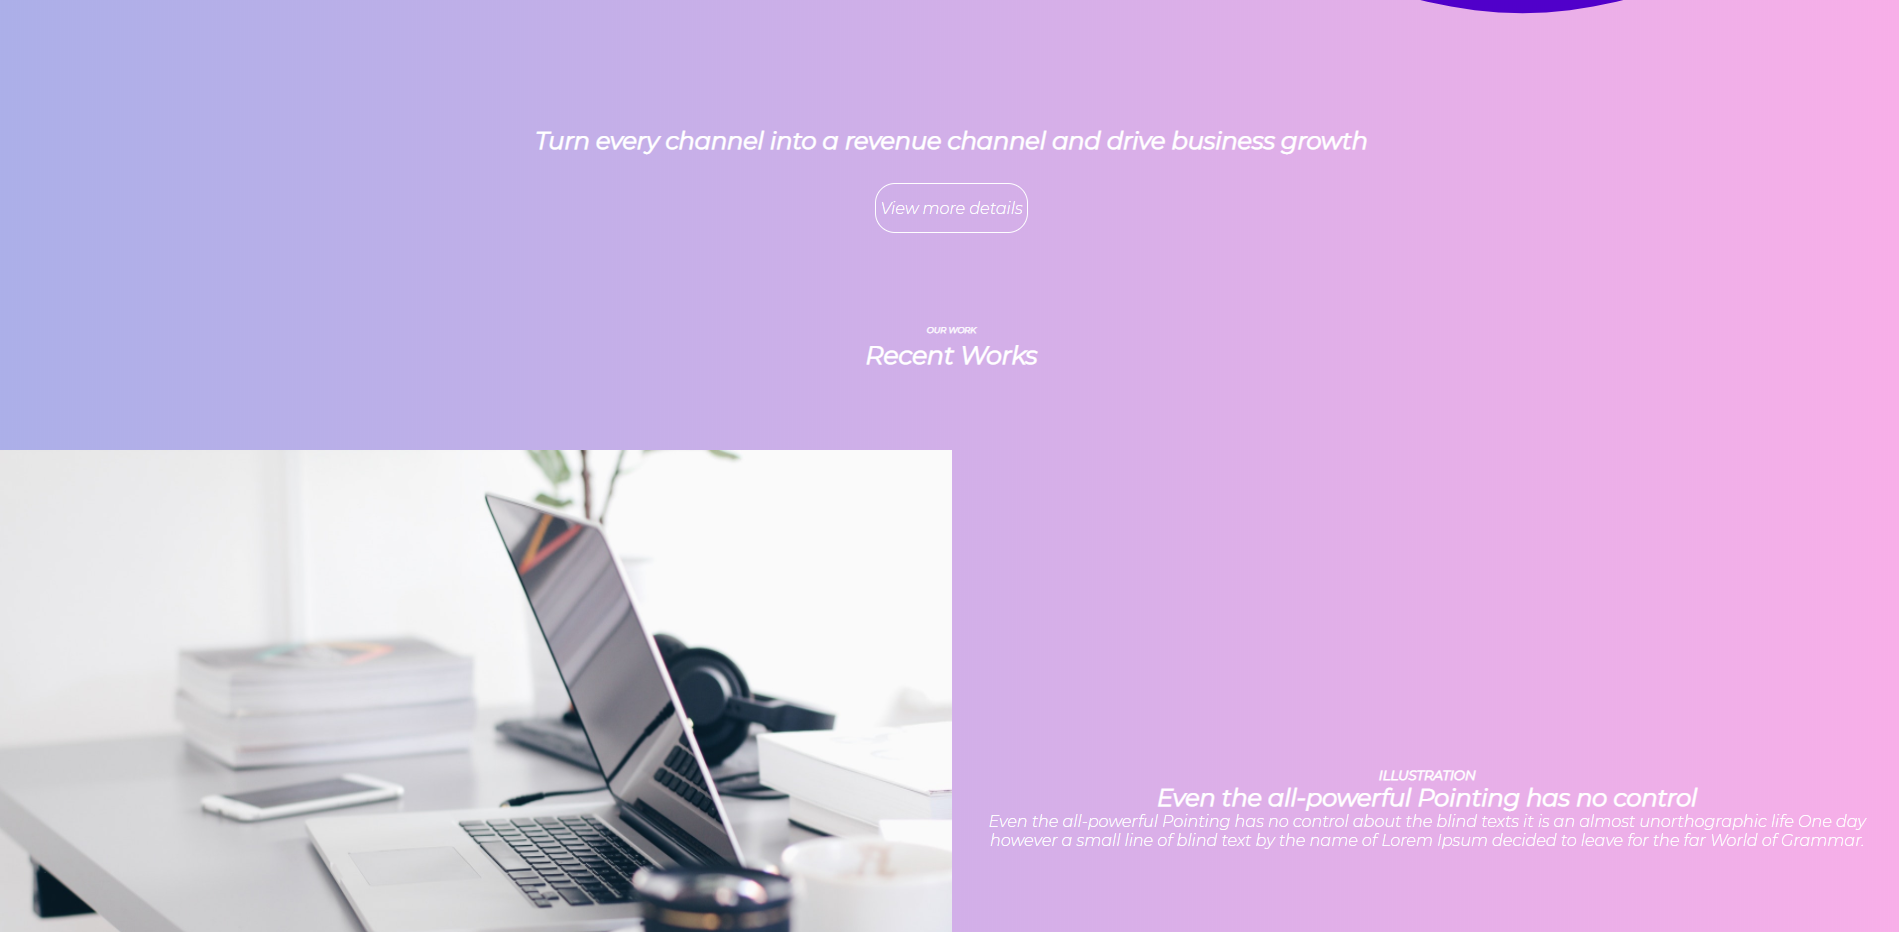 Turn every channel into a revenue channel and drive business growth
View more details
OUR WORK
Recent Works
ILLUSTRATION
Even the all-powerful Pointing has no control
Even the all-powerful Pointing has no control about the blind texts it is an almost unorthographic life One day
however a small line of blind text by the name of Lorem Ipsum decided to leave for the far World of Grammar.